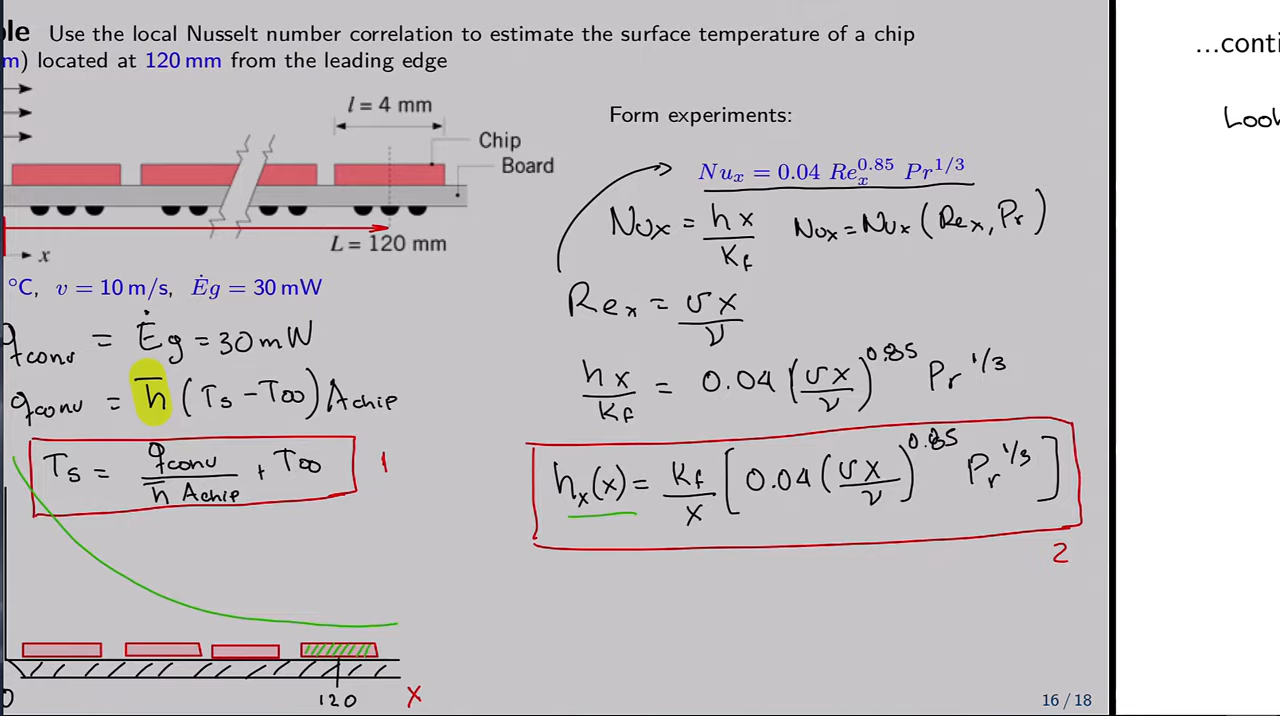 ple Use the local Nusselt number correlation to estimate the surface temperature of a chip
m) located at 120 mm from the leading edge
l = 4 mm
Chip
Board
x
L = 120 mm
°C, v = 10 m/s, Ėg = 30 mW
qconv = Ėg = 30 mW
qconv = h̅ (Ts − T∞) Achip
Ts = qconv / h̅ Achip + T∞
1
0
120
X
Form experiments:
Nuₓ = 0.04 Reₓ^0.85 Pr^1/3
Nux = hx / Kf Nux = Nux (Rex, Pr)
Rex = υx / ν
hx / Kf = 0.04 (υx / ν)^0.85 Pr^1/3
hx(x) = Kf / x [0.04 (υx / ν)^0.85 Pr^1/3]
2
16 / 18
...conti
Look